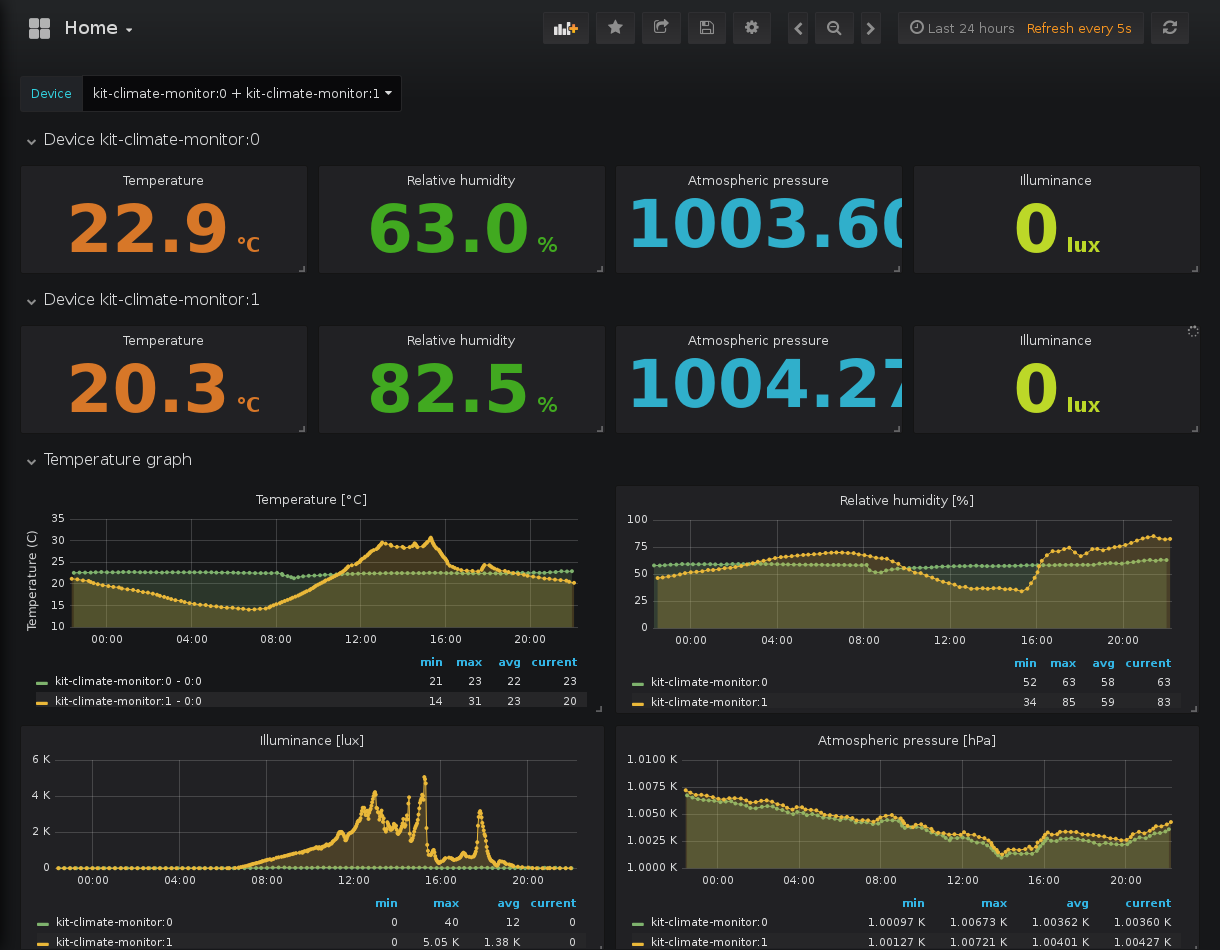 Home
Last 24 hours Refresh every 5s
Device kit-climate-monitor:0 + kit-climate-monitor:1
Device kit-climate-monitor:0
Temperature Relative humidity Atmospheric pressure Illuminance
22.9 °C 63.0 % 1003.60 0 lux
Device kit-climate-monitor:1
Temperature Relative humidity Atmospheric pressure Illuminance
20.3 °C 82.5 % 1004.27 0 lux
Temperature graph
Temperature [°C]
Temperature (C)
35
30
25
20
15
10
00:00 04:00 08:00 12:00 16:00 20:00
min max avg current
kit-climate-monitor:0 - 0:0 21 23 22 23
kit-climate-monitor:1 - 0:0 14 31 23 20
Relative humidity [%]
100
75
50
25
0
00:00 04:00 08:00 12:00 16:00 20:00
min max avg current
kit-climate-monitor:0 52 63 58 63
kit-climate-monitor:1 34 85 59 83
Illuminance [lux]
6 K
4 K
2 K
0
00:00 04:00 08:00 12:00 16:00 20:00
min max avg current
kit-climate-monitor:0 0 40 12 0
kit-climate-monitor:1 0 5.05 K 1.38 K 0
Atmospheric pressure [hPa]
1.0100 K
1.0075 K
1.0050 K
1.0025 K
1.0000 K
00:00 04:00 08:00 12:00 16:00 20:00
min max avg current
kit-climate-monitor:0 1.00097 K 1.00673 K 1.00362 K 1.00360 K
kit-climate-monitor:1 1.00127 K 1.00721 K 1.00401 K 1.00427 K